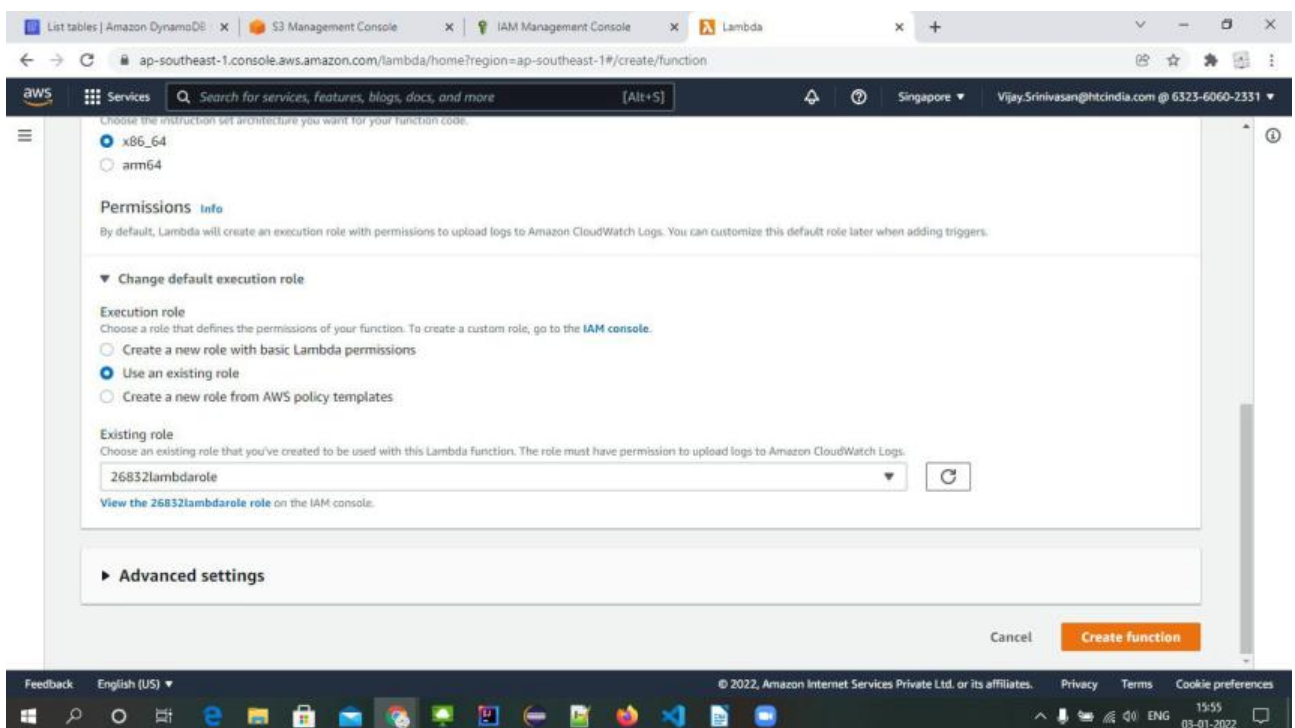 List tables | Amazon DynamoDB
S3 Management Console
IAM Management Console
Lambda
ap-southeast-1.console.aws.amazon.com/lambda/home?region=ap-southeast-1#/create/function
aws
Services
Search for services, features, blogs, docs, and more
[Alt+S]
Singapore
Vijay.Srinivasan@htcindia.com @ 6323-6060-2331
Choose the instruction set architecture you want for your function code.
x86_64
arm64
Permissions Info
By default, Lambda will create an execution role with permissions to upload logs to Amazon CloudWatch Logs. You can customize this default role later when adding triggers.
Change default execution role
Execution role
Choose a role that defines the permissions of your function. To create a custom role, go to the IAM console.
Create a new role with basic Lambda permissions
Use an existing role
Create a new role from AWS policy templates
Existing role
Choose an existing role that you've created to be used with this Lambda function. The role must have permission to upload logs to Amazon CloudWatch Logs.
26832lambdarole
View the 26832lambdarole role on the IAM console.
Advanced settings
Cancel
Create function
Feedback
English (US)
© 2022, Amazon Internet Services Private Ltd. or its affiliates.
Privacy
Terms
Cookie preferences
ENG
15:55
03-01-2022